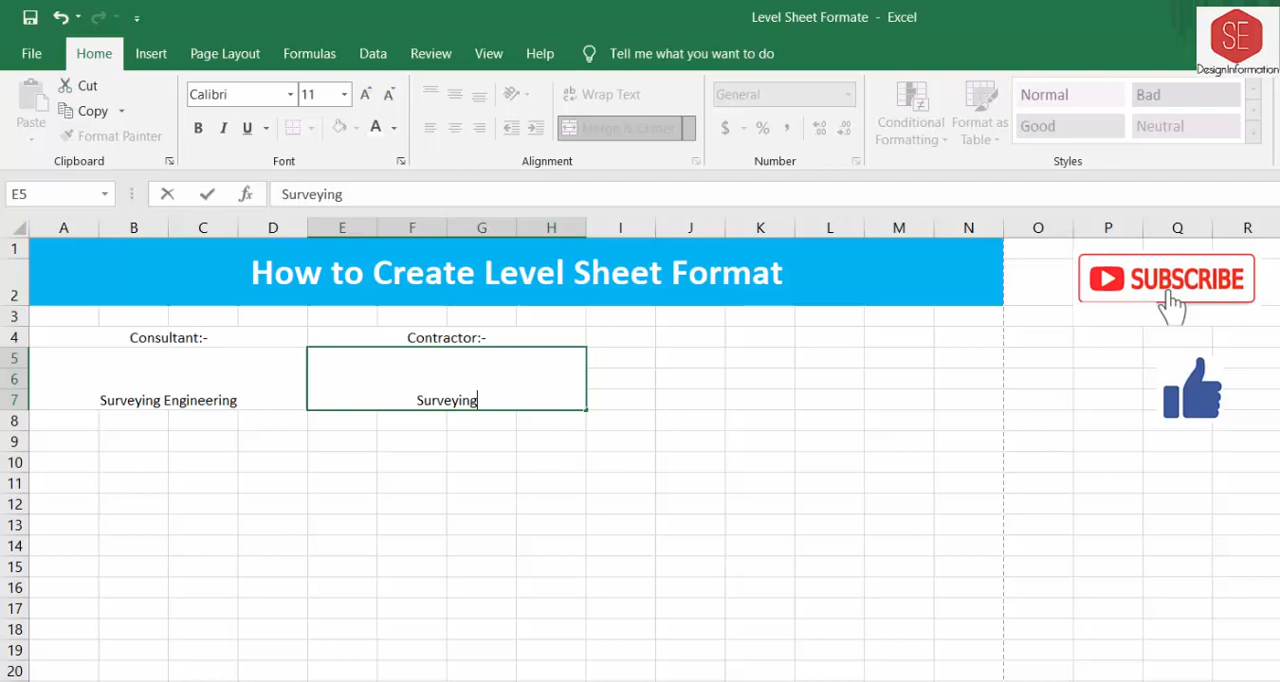 Level Sheet Formate - Excel
SE
DesignInformation
File Home Insert Page Layout Formulas Data Review View Help Tell me what you want to do
Paste
Cut
Copy
Format Painter
Clipboard
Calibri 11 A A
B I U A
Font
Wrap Text
Merge & Center
Alignment
General
$ % ,
Number
Conditional Formatting
Format as Table
Normal Bad
Good Neutral
Styles
E5 fx Surveying
A B C D E F G H I J K L M N O P Q R
1
How to Create Level Sheet Format
SUBSCRIBE
2
3
4 Consultant:- Contractor:-
5
6
7 Surveying Engineering Surveying
8
9
10
11
12
13
14
15
16
17
18
19
20